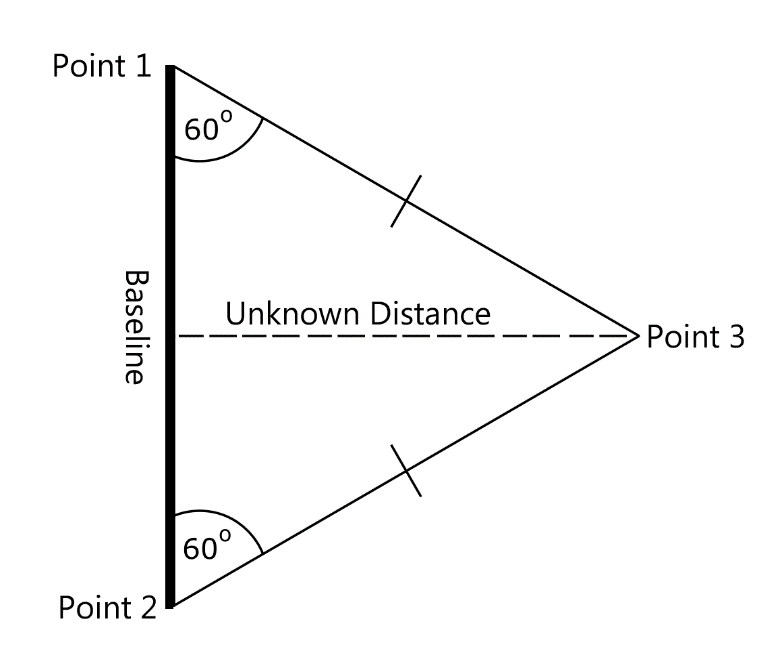 Point 1
60°
Baseline
Unknown Distance
Point 3
60°
Point 2